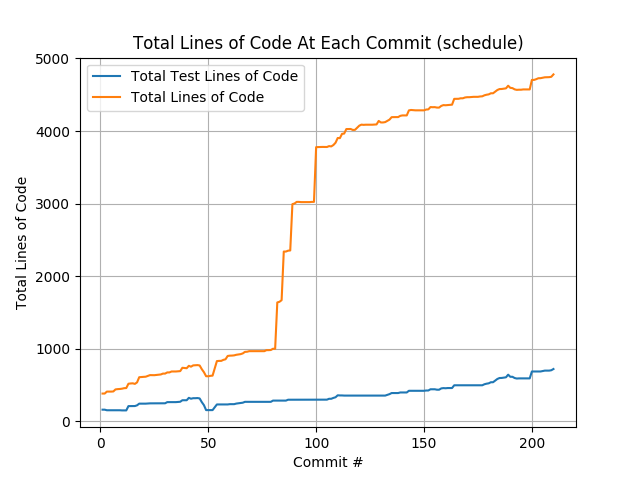 Total Lines of Code At Each Commit (schedule)
Total Test Lines of Code
Total Lines of Code
5000
4000
3000
2000
1000
0
Total Lines of Code
0 50 100 150 200
Commit #